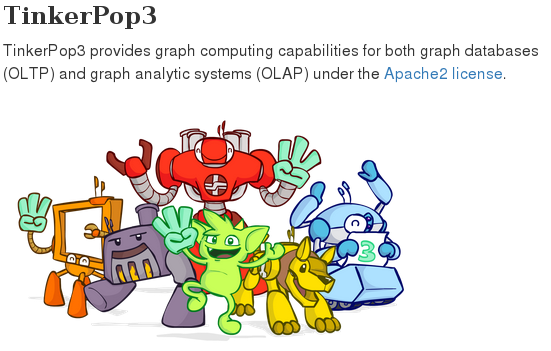 TinkerPop3
TinkerPop3 provides graph computing capabilities for both graph databases
(OLTP) and graph analytic systems (OLAP) under the Apache2 license.
3